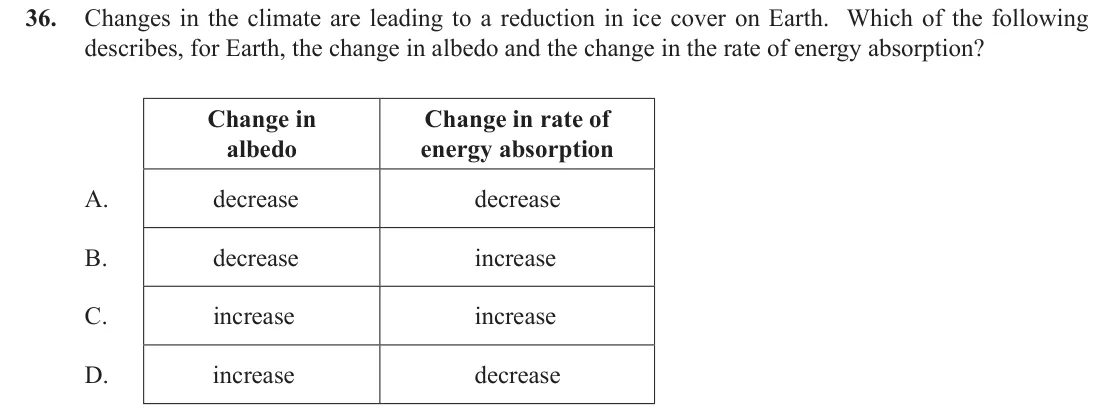 36. Changes in the climate are leading to a reduction in ice cover on Earth. Which of the following
describes, for Earth, the change in albedo and the change in the rate of energy absorption?
Change in albedo Change in rate of energy absorption
A. decrease decrease
B. decrease increase
C. increase increase
D. increase decrease